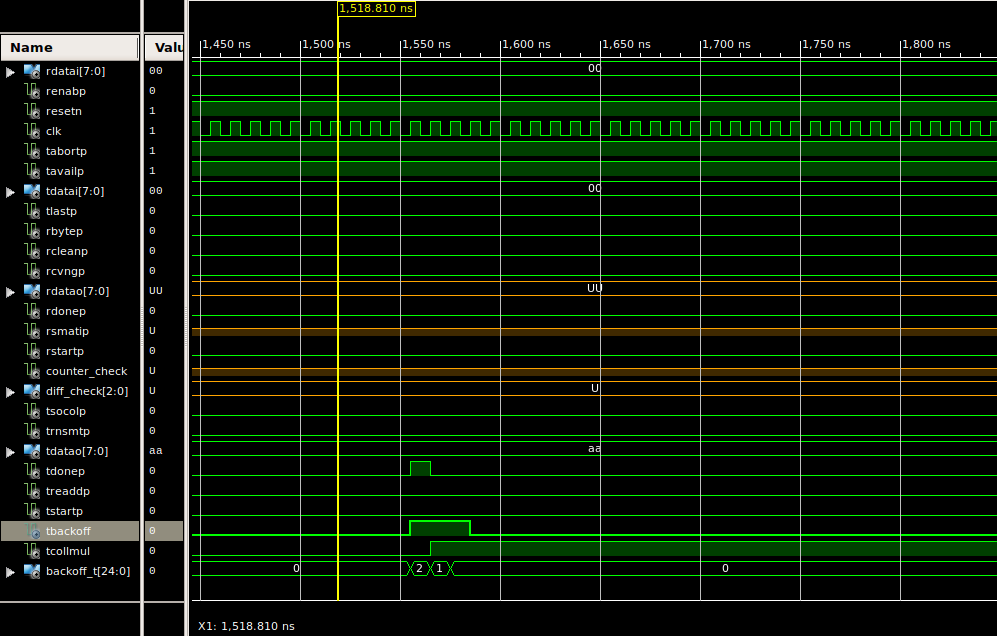 1,518.810 ns
Name Valu
1,450 ns 1,500 ns 1,550 ns 1,600 ns 1,650 ns 1,700 ns 1,750 ns 1,800 ns
rdatai[7:0] 00 00
renabp 0
resetn 1
clk 1
tabortp 1
tavailp 1
tdatai[7:0] 00 00
tlastp 0
rbytep 0
rcleanp 0
rcvngp 0
rdatao[7:0] UU UU
rdonep 0
rsmatip U
rstartp 0
counter_check U
diff_check[2:0] U U
tsocolp 0
trnsmtp 0
tdatao[7:0] aa aa
tdonep 0
treaddp 0
tstartp 0
tbackoff 0
tcollmul 0
backoff_t[24:0] 0 0 2 1 0
X1: 1,518.810 ns